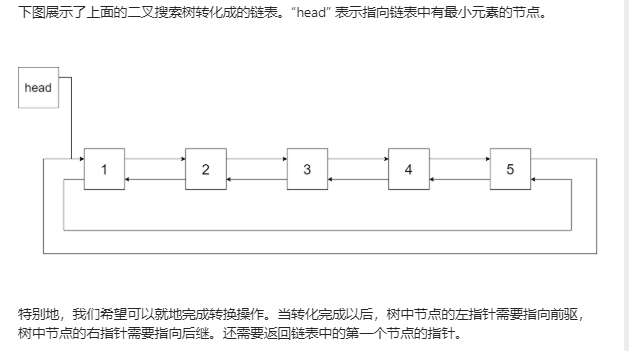 下图展示了上面的二叉搜索树转化成的链表。“head” 表示指向链表中有最小元素的节点。
head
1 2 3 4 5
特别地，我们希望可以就地完成转换操作。当转化完成以后，树中节点的左指针需要指向前驱，
树中节点的右指针需要指向后继。还需要返回链表中的第一个节点的指针。